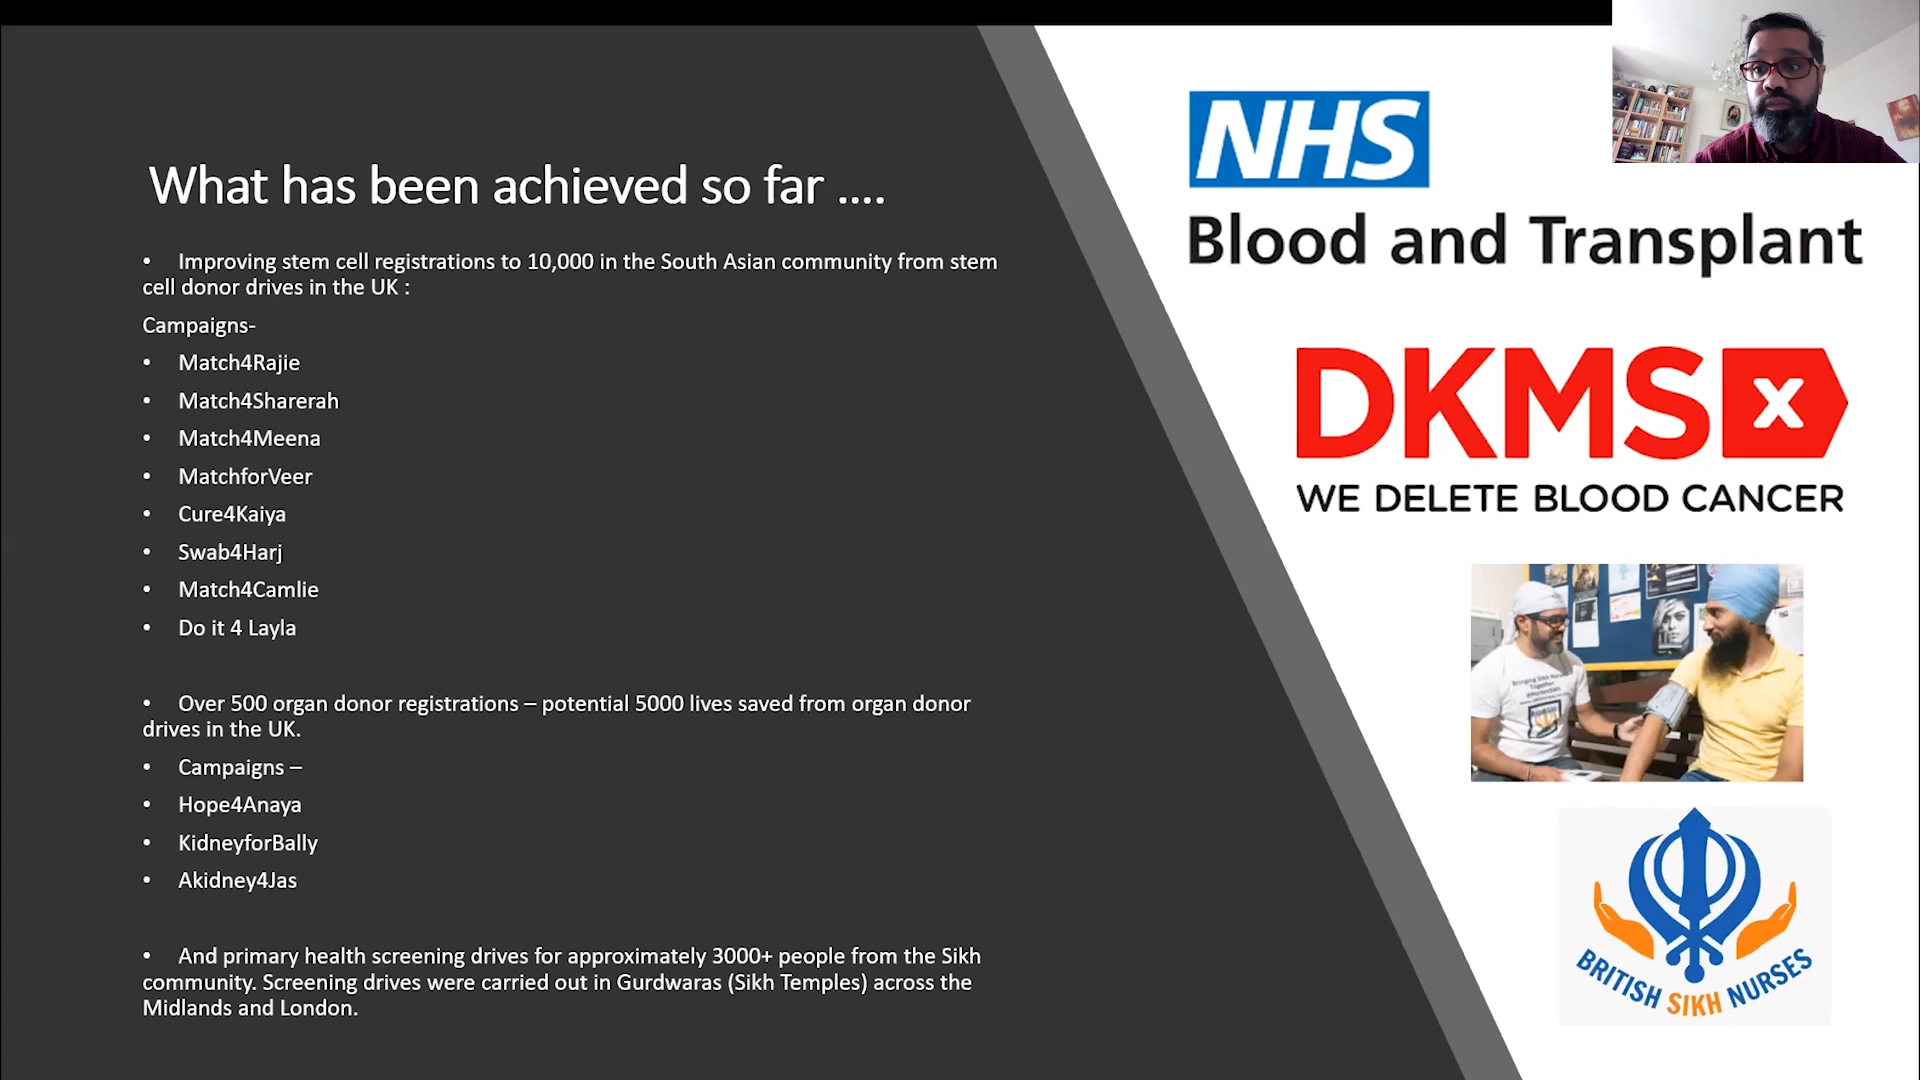 What has been achieved so far ....
• Improving stem cell registrations to 10,000 in the South Asian community from stem
cell donor drives in the UK :
Campaigns-
• Match4Rajie
• Match4Sharerah
• Match4Meena
• MatchforVeer
• Cure4Kaiya
• Swab4Harj
• Match4Camlie
• Do it 4 Layla
• Over 500 organ donor registrations – potential 5000 lives saved from organ donor
drives in the UK.
• Campaigns –
• Hope4Anaya
• KidneyforBally
• Akidney4Jas
• And primary health screening drives for approximately 3000+ people from the Sikh
community. Screening drives were carried out in Gurdwaras (Sikh Temples) across the
Midlands and London.
NHS
Blood and Transplant
DKMS
WE DELETE BLOOD CANCER
Bringing Sikh
Together
BRITISH SIKH NURSES